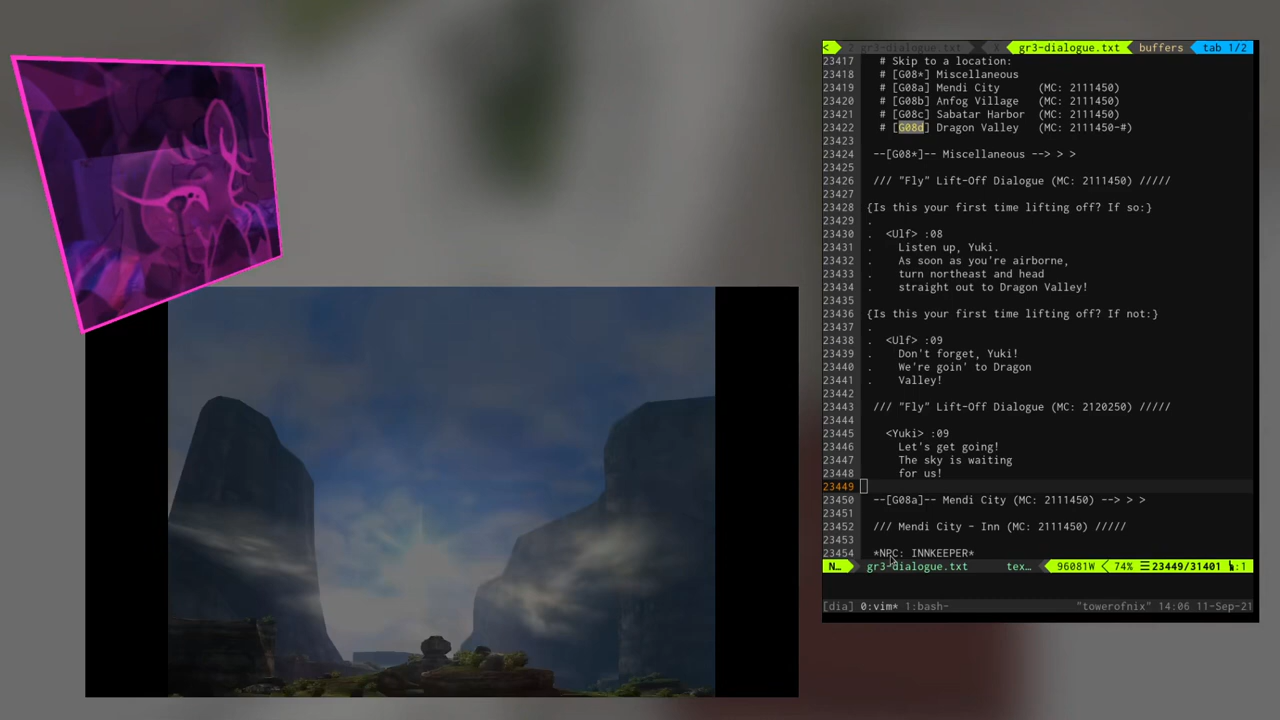 < 2 gr3-dialogue.txt gr3-dialogue.txt buffers tab 1/2
23417 # Skip to a location:
23418 # [G08*] Miscellaneous
23419 # [G08a] Mendi City (MC: 2111450)
23420 # [G08b] Anfog Village (MC: 2111450)
23421 # [G08c] Sabatar Harbor (MC: 2111450)
23422 # [G08d] Dragon Valley (MC: 2111450-#)
23423
23424 --[G08*]-- Miscellaneous --> > >
23425
23426 /// "Fly" Lift-Off Dialogue (MC: 2111450) /////
23427
23428 {Is this your first time lifting off? If so:}
23429 .
23430 . <Ulf> :08
23431 . Listen up, Yuki.
23432 . As soon as you're airborne,
23433 . turn northeast and head
23434 . straight out to Dragon Valley!
23435
23436 {Is this your first time lifting off? If not:}
23437 .
23438 . <Ulf> :09
23439 . Don't forget, Yuki!
23440 . We're goin' to Dragon
23441 . Valley!
23442
23443 /// "Fly" Lift-Off Dialogue (MC: 2120250) /////
23444
23445 <Yuki> :09
23446 Let's get going!
23447 The sky is waiting
23448 for us!
23449
23450 --[G08a]-- Mendi City (MC: 2111450) --> > >
23451
23452 /// Mendi City - Inn (MC: 2111450) /////
23453
23454 *NPC: INNKEEPER*
N… gr3-dialogue.txt tex… 96081W 74% ☰23449/31401 :1
[dia] 0:vim* 1:bash- "towerofnix" 14:06 11-Sep-21